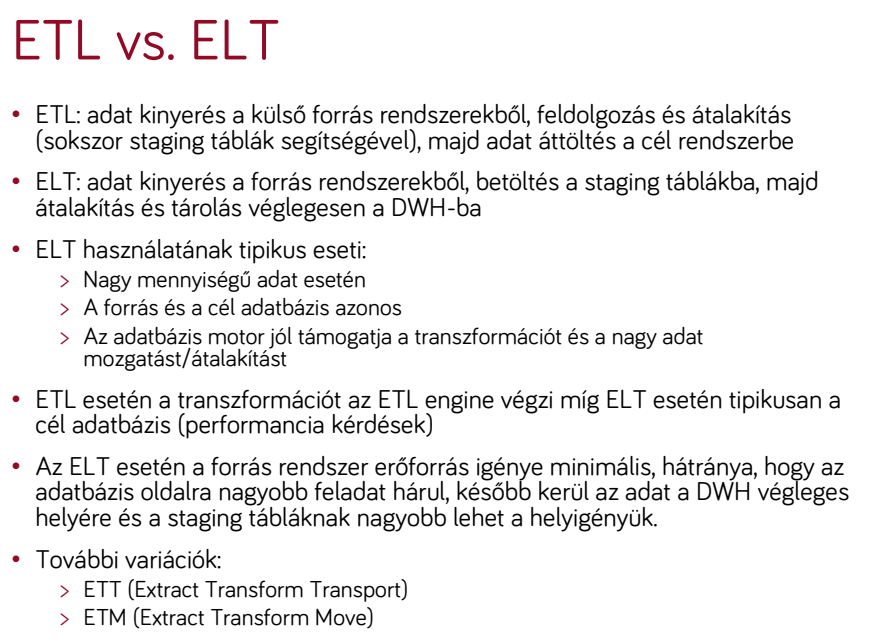 ETL vs. ELT
• ETL: adat kinyerés a külső forrás rendszerekből, feldolgozás és átalakítás
(sokszor staging táblák segítségével), majd adat áttöltés a cél rendszerbe
• ELT: adat kinyerés a forrás rendszerekből, betöltés a staging táblákba, majd
átalakítás és tárolás véglegesen a DWH-ba
• ELT használatának tipikus eseti:
> Nagy mennyiségű adat esetén
> A forrás és a cél adatbázis azonos
> Az adatbázis motor jól támogatja a transzformációt és a nagy adat
mozgatást/átalakítást
• ETL esetén a transzformációt az ETL engine végzi míg ELT esetén tipikusan a
cél adatbázis (performancia kérdések)
• Az ELT esetén a forrás rendszer erőforrás igénye minimális, hátránya, hogy az
adatbázis oldalra nagyobb feladat hárul, később kerül az adat a DWH végleges
helyére és a staging tábláknak nagyobb lehet a helyigényük.
• További variációk:
> ETT (Extract Transform Transport)
> ETM (Extract Transform Move)